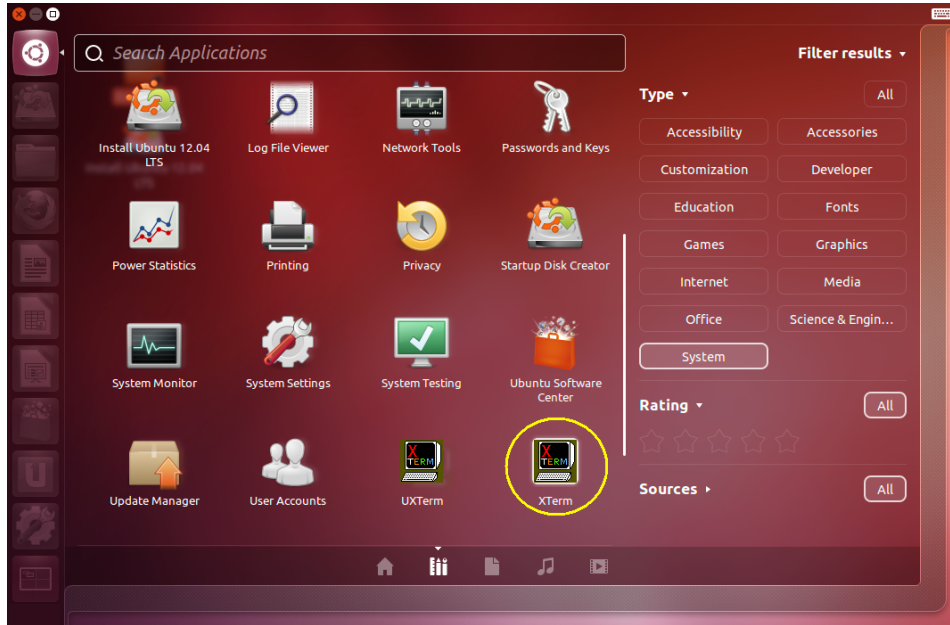 Search Applications
Filter results
Install Ubuntu 12.04
LTS
Log File Viewer
Network Tools
Passwords and Keys
Power Statistics
Printing
Privacy
Startup Disk Creator
System Monitor
System Settings
System Testing
Ubuntu Software
Center
Update Manager
User Accounts
X
TERM
UXTerm
X
TERM
XTerm
Type
All
Accessibility
Accessories
Customization
Developer
Education
Fonts
Games
Graphics
Internet
Media
Office
Science & Engin...
System
Rating
All
Sources
All